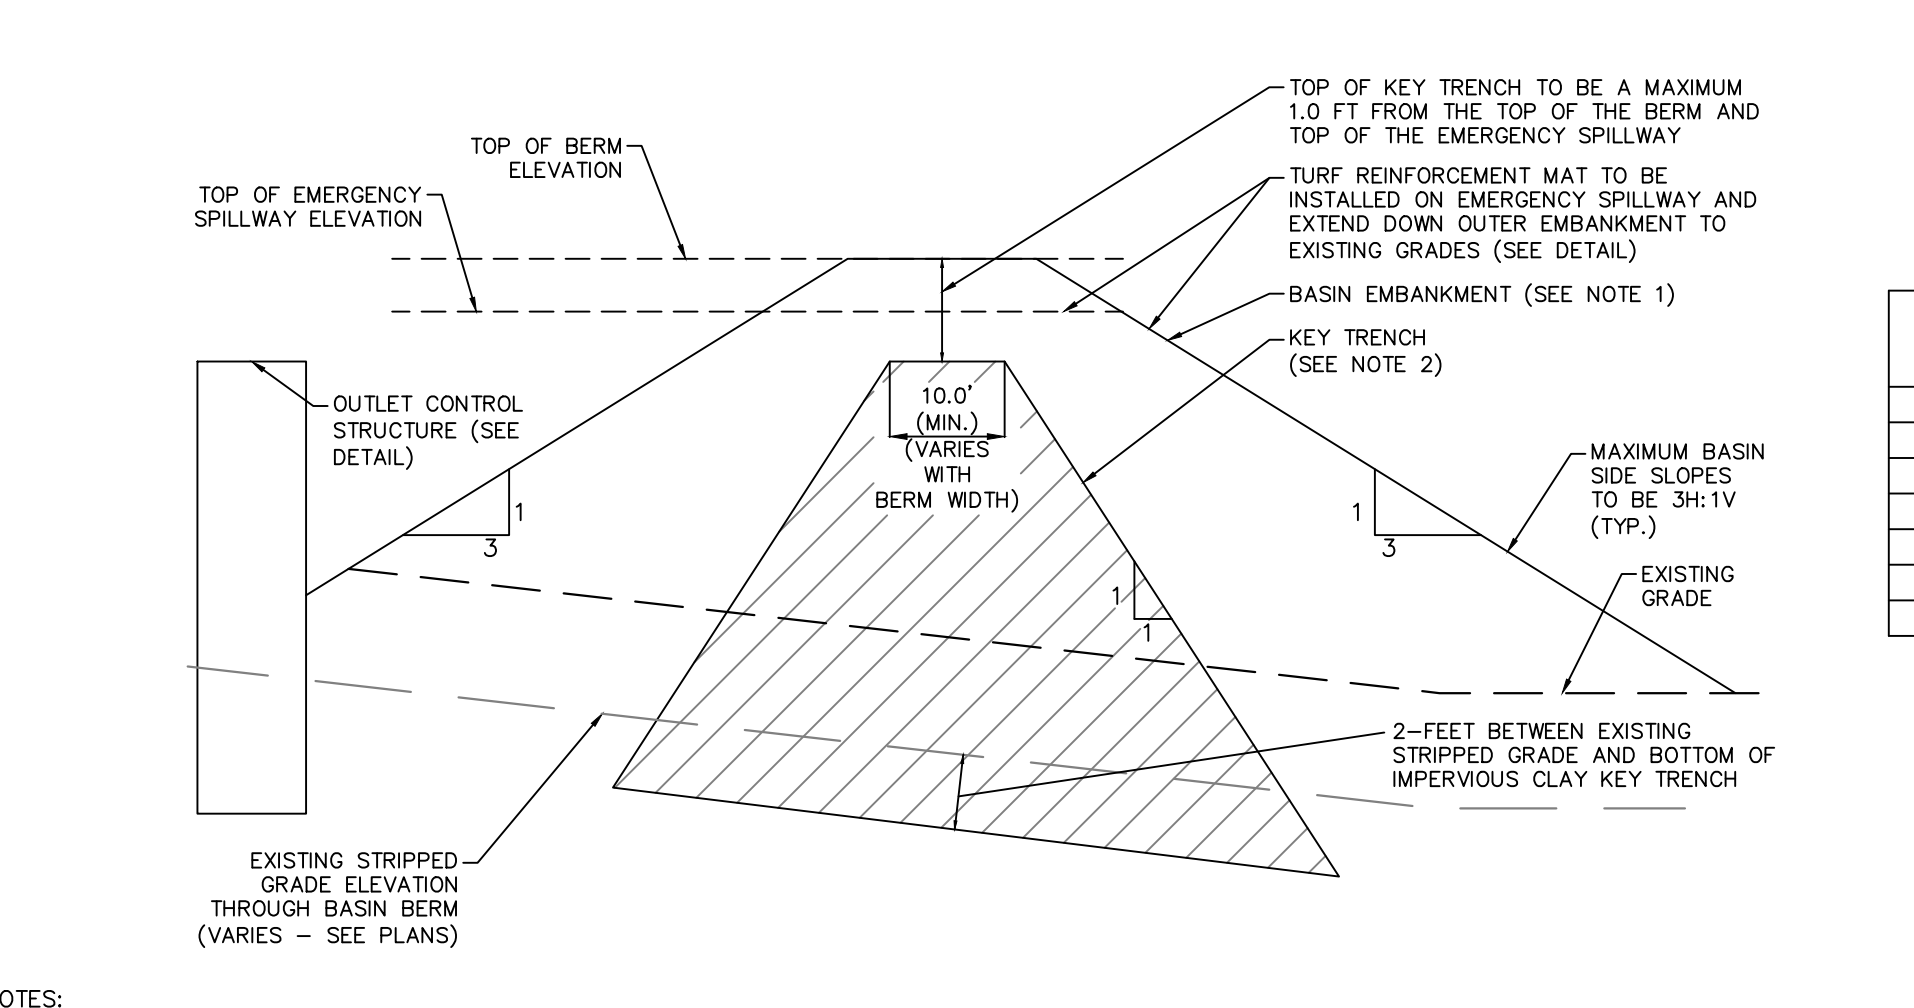 TOP OF KEY TRENCH TO BE A MAXIMUM
1.0 FT FROM THE TOP OF THE BERM AND
TOP OF THE EMERGENCY SPILLWAY
TOP OF BERM
ELEVATION
TURF REINFORCEMENT MAT TO BE
INSTALLED ON EMERGENCY SPILLWAY AND
EXTEND DOWN OUTER EMBANKMENT TO
EXISTING GRADES (SEE DETAIL)
TOP OF EMERGENCY
SPILLWAY ELEVATION
BASIN EMBANKMENT (SEE NOTE 1)
KEY TRENCH
(SEE NOTE 2)
OUTLET CONTROL
STRUCTURE (SEE
DETAIL)
10.0'
(MIN.)
(VARIES
WITH
BERM WIDTH)
MAXIMUM BASIN
SIDE SLOPES
TO BE 3H:1V
(TYP.)
1
3
1
3
1
1
EXISTING
GRADE
2-FEET BETWEEN EXISTING
STRIPPED GRADE AND BOTTOM OF
IMPERVIOUS CLAY KEY TRENCH
EXISTING STRIPPED
GRADE ELEVATION
THROUGH BASIN BERM
(VARIES - SEE PLANS)
OTES: